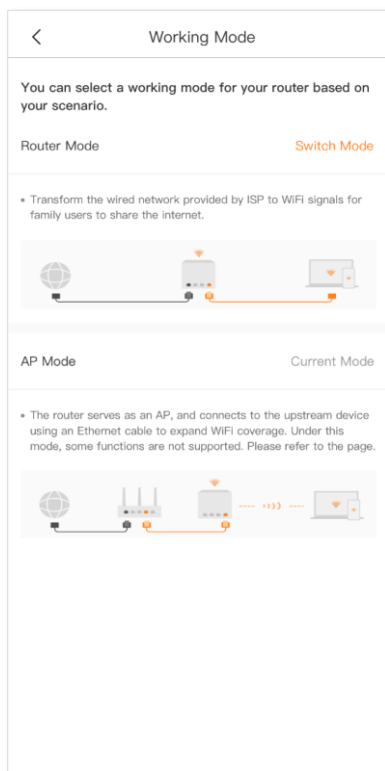 Working Mode
You can select a working mode for your router based on
your scenario.
Router Mode Switch Mode
• Transform the wired network provided by ISP to WiFi signals for
family users to share the internet.
AP Mode Current Mode
• The router serves as an AP, and connects to the upstream device
using an Ethernet cable to expand WiFi coverage. Under this
mode, some functions are not supported. Please refer to the page.